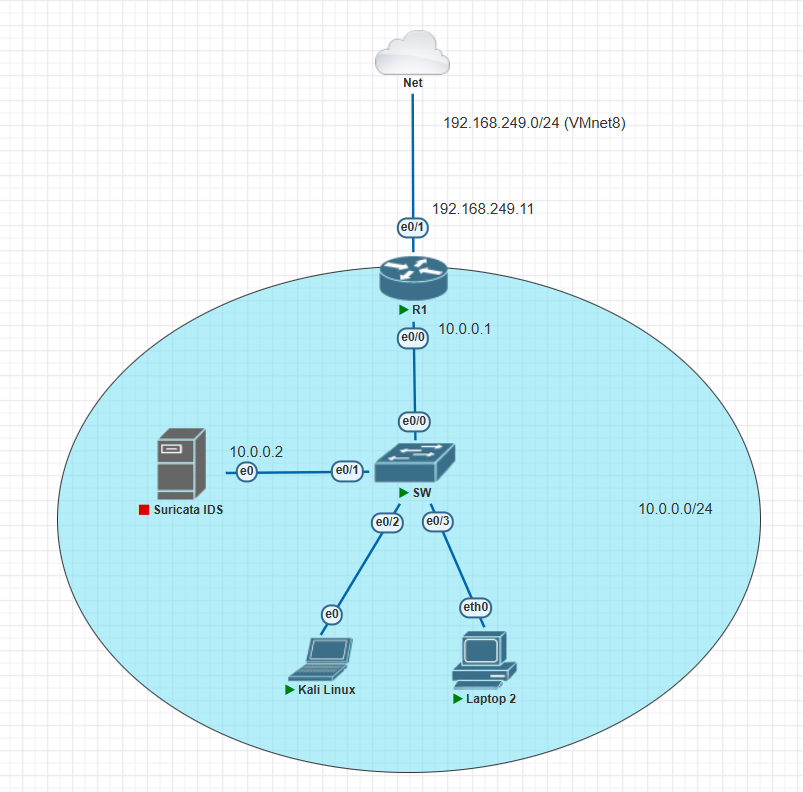 Net
192.168.249.0/24 (VMnet8)
192.168.249.11
e0/1
R1
10.0.0.1
e0/0
e0/0
10.0.0.2
e0
e0/1
SW
Suricata IDS
10.0.0.0/24
e0/2
e0/3
e0
eth0
Kali Linux
Laptop 2